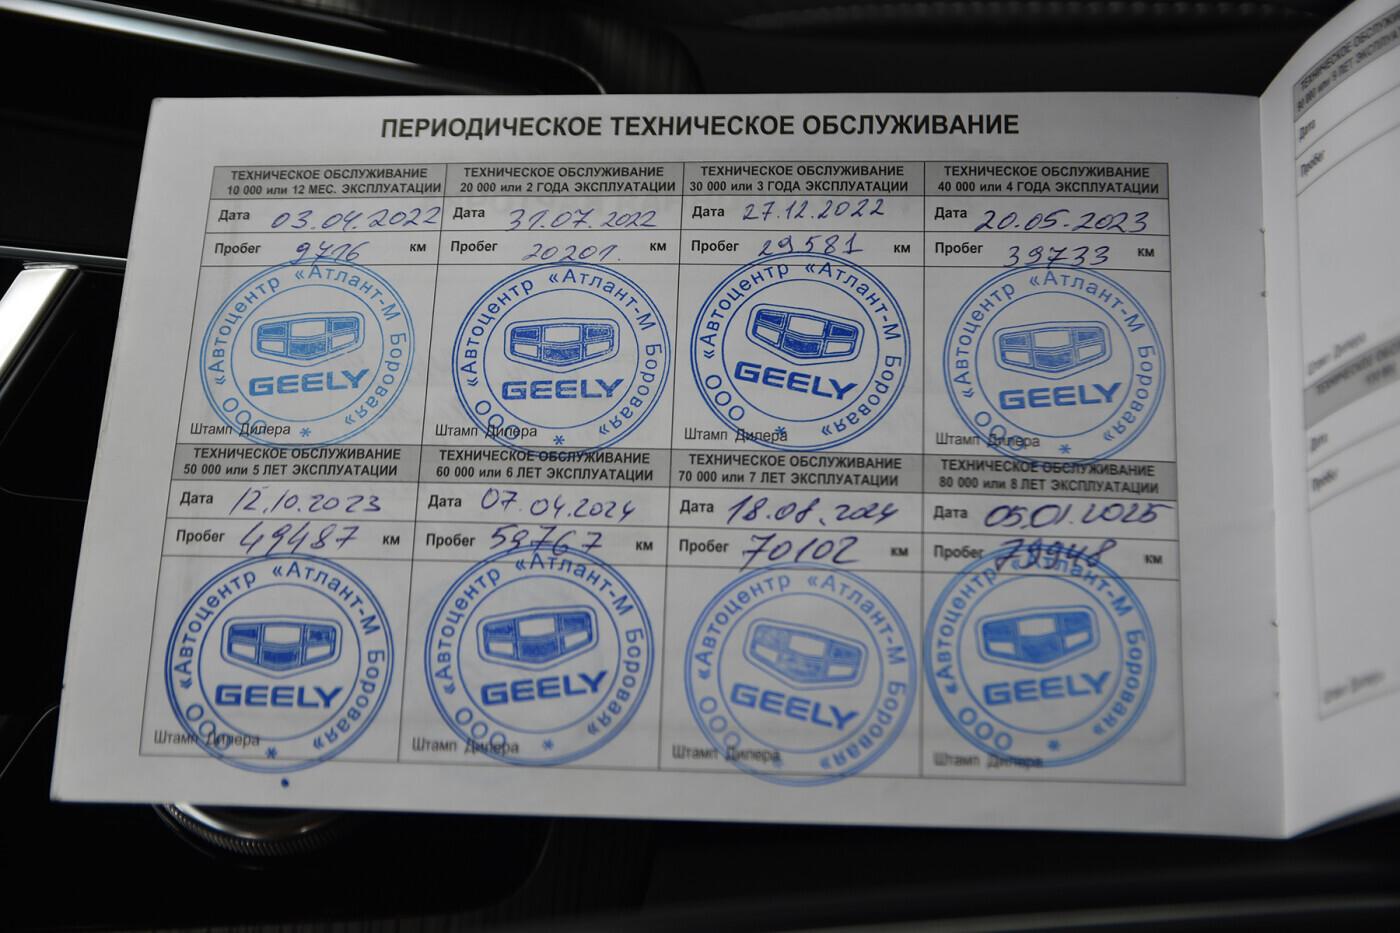 ПЕРИОДИЧЕСКОЕ ТЕХНИЧЕСКОЕ ОБСЛУЖИВАНИЕ
ТЕХНИЧЕСКОЕ ОБСЛУЖИВАНИЕ
10 000 или 12 МЕС. ЭКСПЛУАТАЦИИ
Дата 03.04.2022
Пробег 9716 км
ООО «Автоцентр «Атлант-М Боровая» *
GEELY
Штамп Дилера
ТЕХНИЧЕСКОЕ ОБСЛУЖИВАНИЕ
20 000 или 2 ГОДА ЭКСПЛУАТАЦИИ
Дата 31.07.2022
Пробег 20201. км
ООО «Автоцентр «Атлант-М Боровая» *
GEELY
Штамп Дилера
ТЕХНИЧЕСКОЕ ОБСЛУЖИВАНИЕ
30 000 или 3 ГОДА ЭКСПЛУАТАЦИИ
Дата 27.12.2022
Пробег 29581 км
ООО «Автоцентр «Атлант-М Боровая» *
GEELY
Штамп Дилера
ТЕХНИЧЕСКОЕ ОБСЛУЖИВАНИЕ
40 000 или 4 ГОДА ЭКСПЛУАТАЦИИ
Дата 20.05.2023
Пробег 39733 км
ООО «Автоцентр «Атлант-М Боровая» *
GEELY
Штамп Дилера
ТЕХНИЧЕСКОЕ ОБСЛУЖИВАНИЕ
50 000 или 5 ЛЕТ ЭКСПЛУАТАЦИИ
Дата 12.10.2023
Пробег 49487 км
ООО «Автоцентр «Атлант-М Боровая» *
GEELY
Штамп Дилера
ТЕХНИЧЕСКОЕ ОБСЛУЖИВАНИЕ
60 000 или 6 ЛЕТ ЭКСПЛУАТАЦИИ
Дата 07.04.2024
Пробег 59767 км
ООО «Автоцентр «Атлант-М Боровая» *
GEELY
Штамп Дилера
ТЕХНИЧЕСКОЕ ОБСЛУЖИВАНИЕ
70 000 или 7 ЛЕТ ЭКСПЛУАТАЦИИ
Дата 18.08.2024
Пробег 70102 км
ООО «Автоцентр «Атлант-М Боровая» *
GEELY
Штамп Дилера
ТЕХНИЧЕСКОЕ ОБСЛУЖИВАНИЕ
80 000 или 8 ЛЕТ ЭКСПЛУАТАЦИИ
Дата 05.01.2025
Пробег 79948 км
ООО «Автоцентр «Атлант-М Боровая» *
GEELY
Штамп Дилера
Дата
Пробег
Штамп Дилера
Дата
Пробег
Штамп Дилера